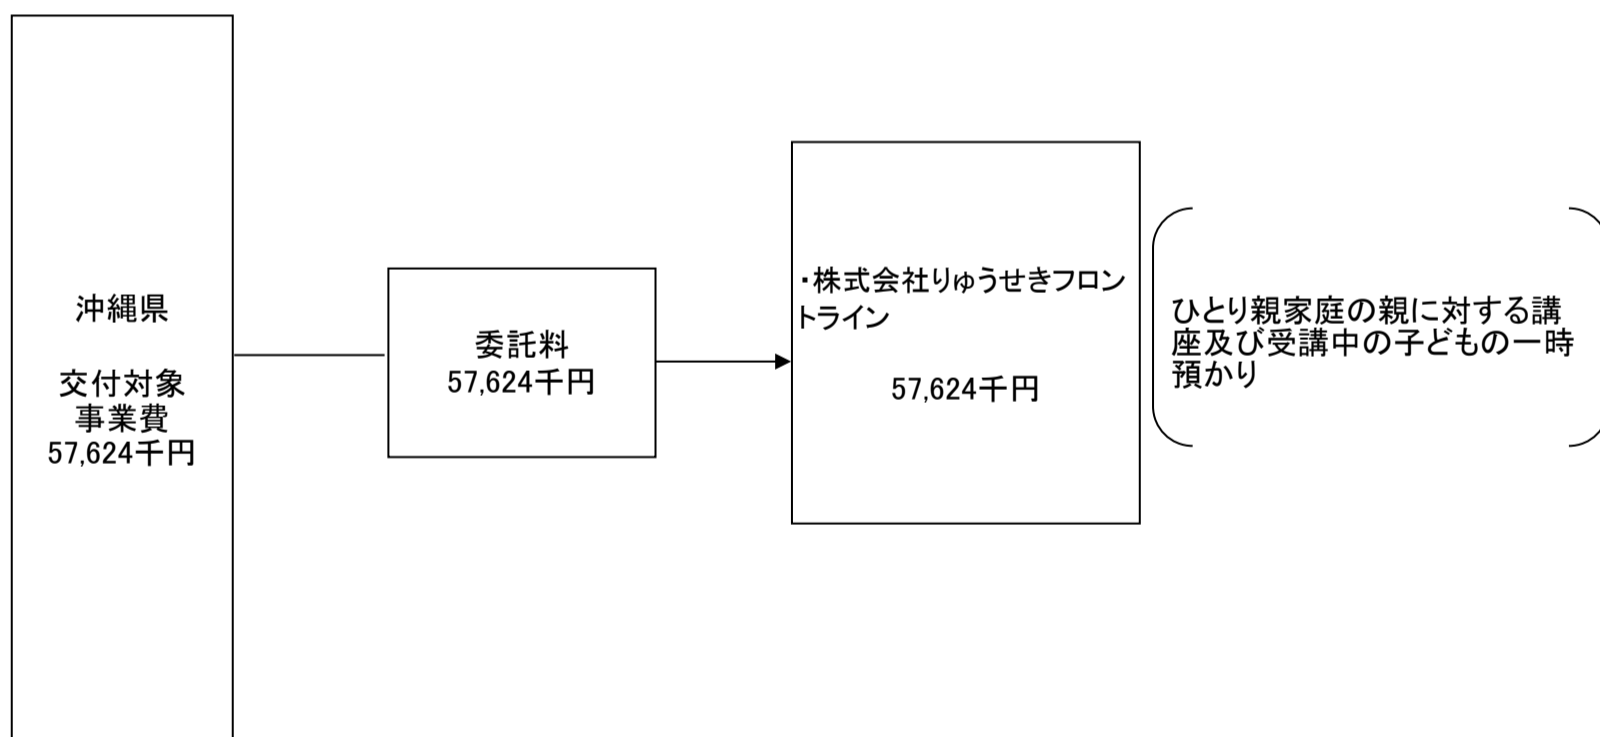 沖縄県
交付対象
事業費
57,624千円
委託料
57,624千円
・株式会社りゅうせきフロン
トライン
57,624千円
ひとり親家庭の親に対する講
座及び受講中の子どもの一時
預かり